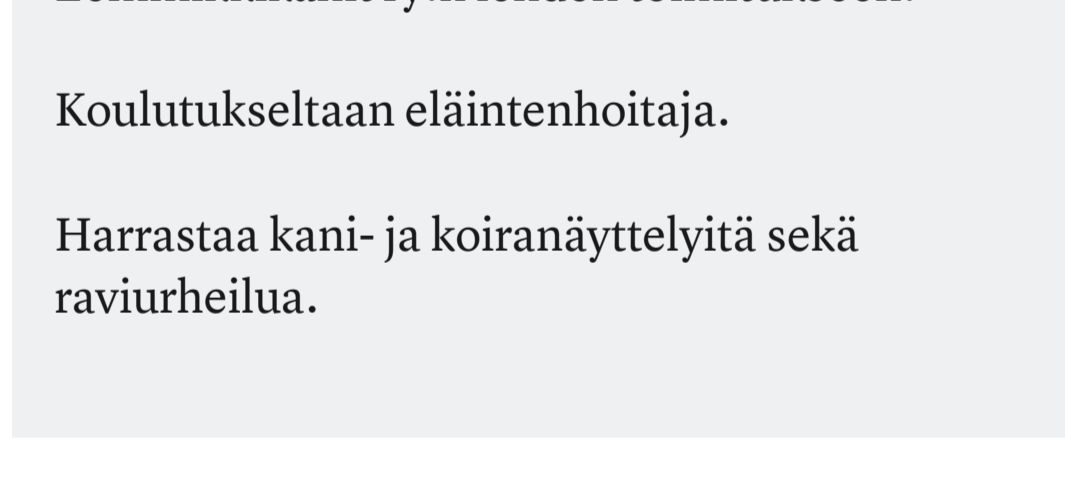 Koulutukseltaan eläintenhoitaja.
Harrastaa kani- ja koiranäyttelyitä sekä
raviurheilua.